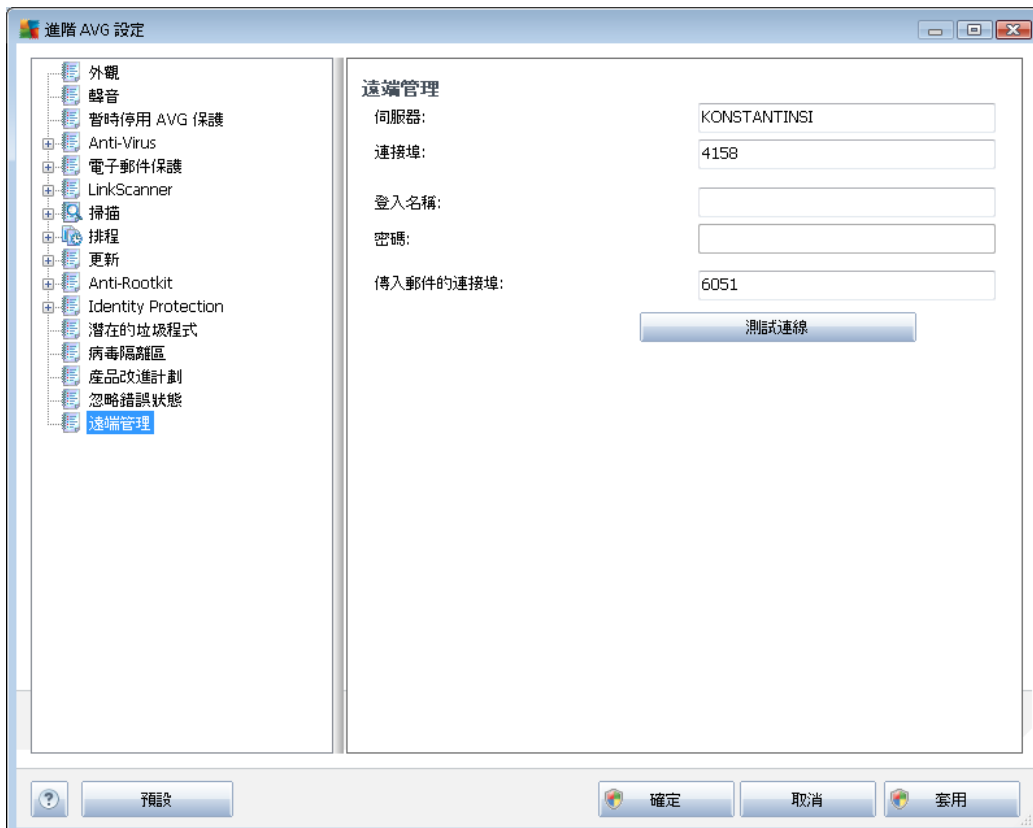 進階 AVG 設定
外觀
聲音
暫時停用 AVG 保護
Anti-Virus
電子郵件保護
LinkScanner
掃描
排程
更新
Anti-Rootkit
Identity Protection
潛在的垃圾程式
病毒隔離區
產品改進計劃
忽略錯誤狀態
遠端管理
遠端管理
伺服器: KONSTANTINSI
連接埠: 4158
登入名稱:
密碼:
傳入郵件的連接埠: 6051
測試連線
? 預設 確定 取消 套用